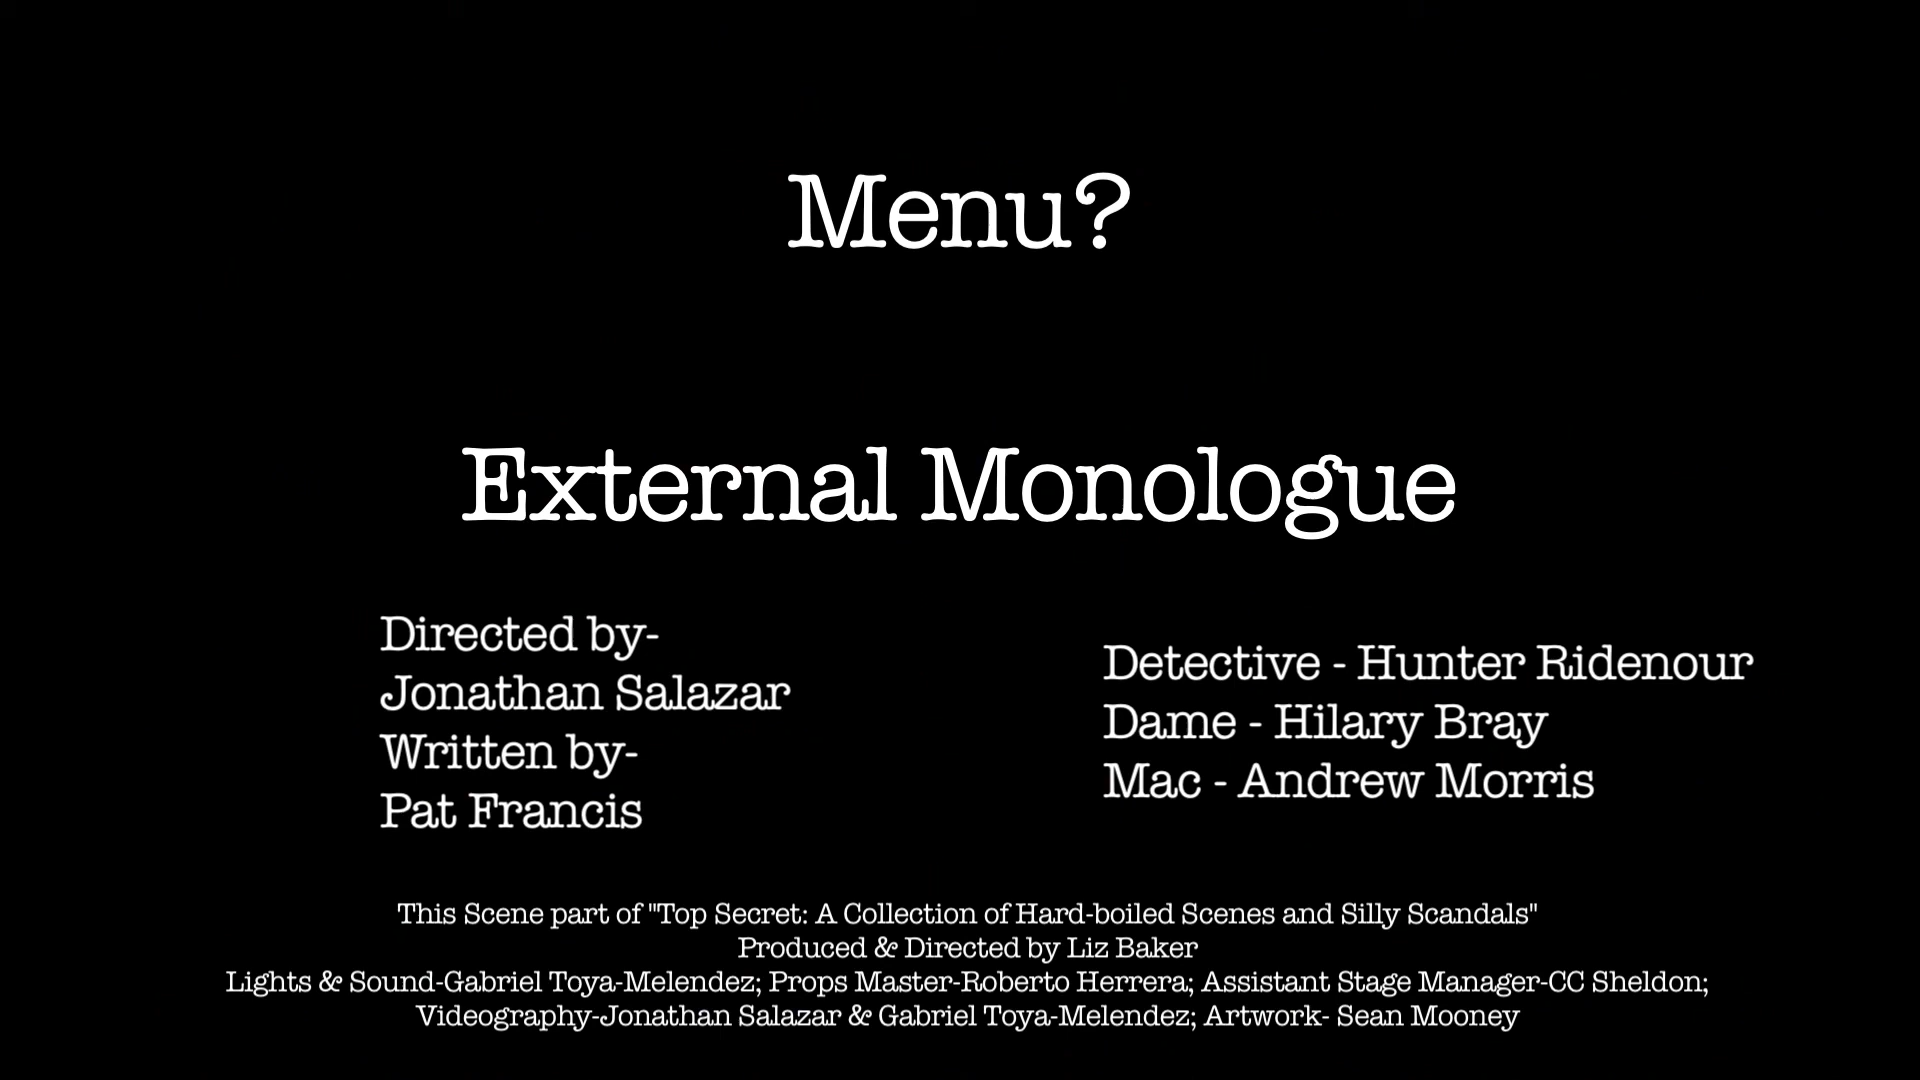 Menu?
External Monologue
Directed by-
Jonathan Salazar
Written by-
Pat Francis
Detective - Hunter Ridenour
Dame - Hilary Bray
Mac - Andrew Morris
This Scene part of "Top Secret: A Collection of Hard-boiled Scenes and Silly Scandals"
Produced & Directed by Liz Baker
Lights & Sound-Gabriel Toya-Melendez; Props Master-Roberto Herrera; Assistant Stage Manager-CC Sheldon;
Videography-Jonathan Salazar & Gabriel Toya-Melendez; Artwork- Sean Mooney